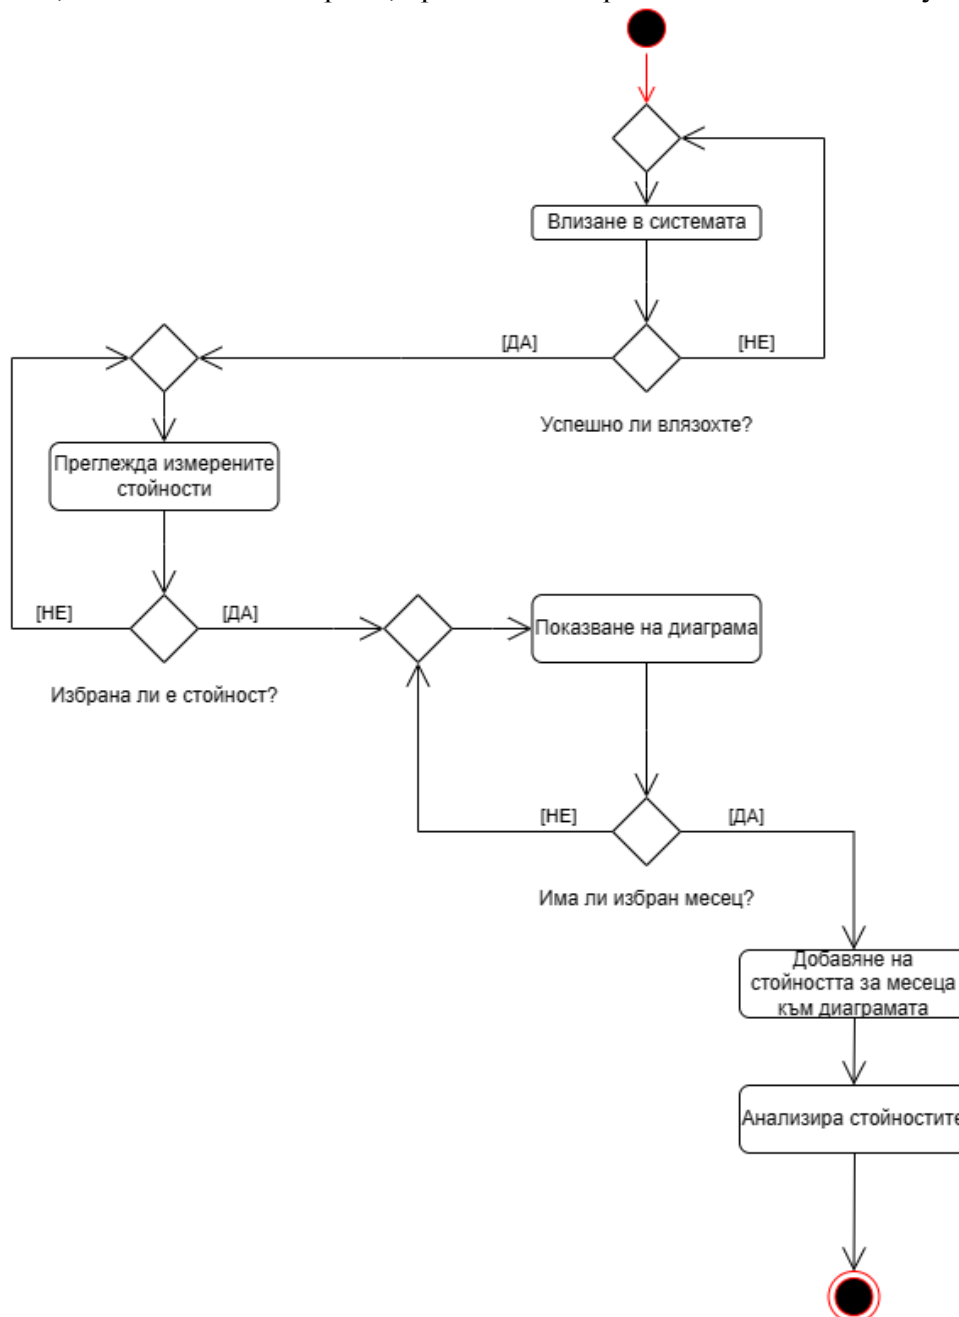 Влизане в системата
[ДА]
[НЕ]
Успешно ли влязохте?
Преглежда измерените
стойности
[НЕ]
[ДА]
Показване на диаграма
Избрана ли е стойност?
[НЕ]
[ДА]
Има ли избран месец?
Добавяне на
стойността за месеца
към диаграмата
Анализира стойностите